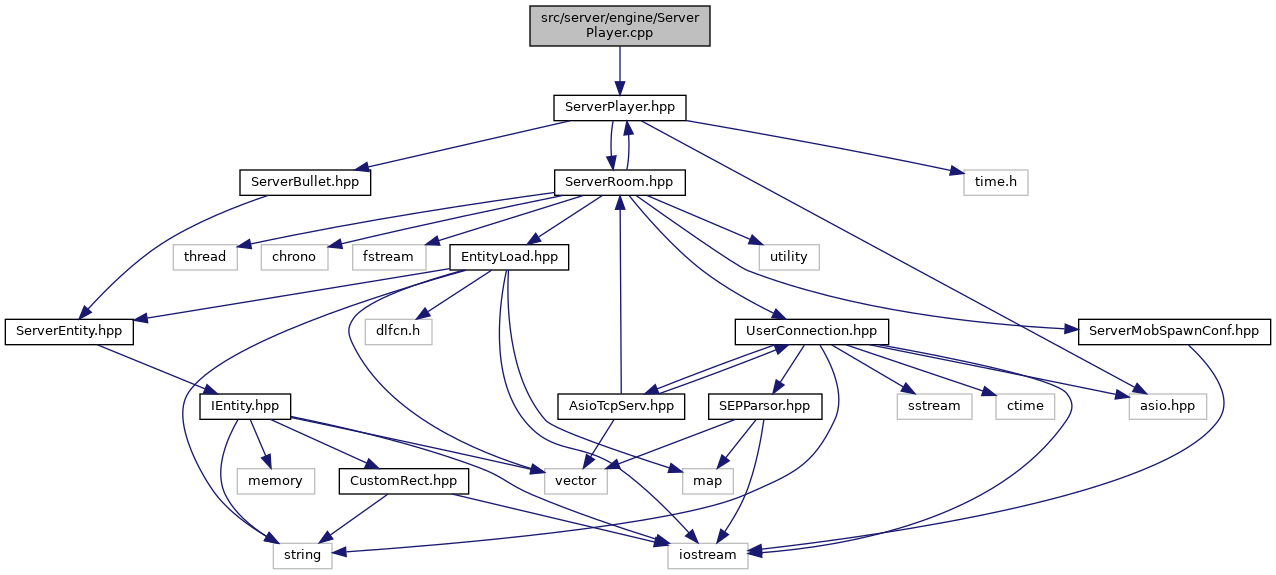 src/server/engine/Server
Player.cpp
ServerPlayer.hpp
ServerBullet.hpp
ServerRoom.hpp
time.h
thread
chrono
fstream
EntityLoad.hpp
utility
ServerEntity.hpp
dlfcn.h
UserConnection.hpp
ServerMobSpawnConf.hpp
IEntity.hpp
AsioTcpServ.hpp
SEPParsor.hpp
sstream
ctime
asio.hpp
memory
CustomRect.hpp
vector
map
string
iostream